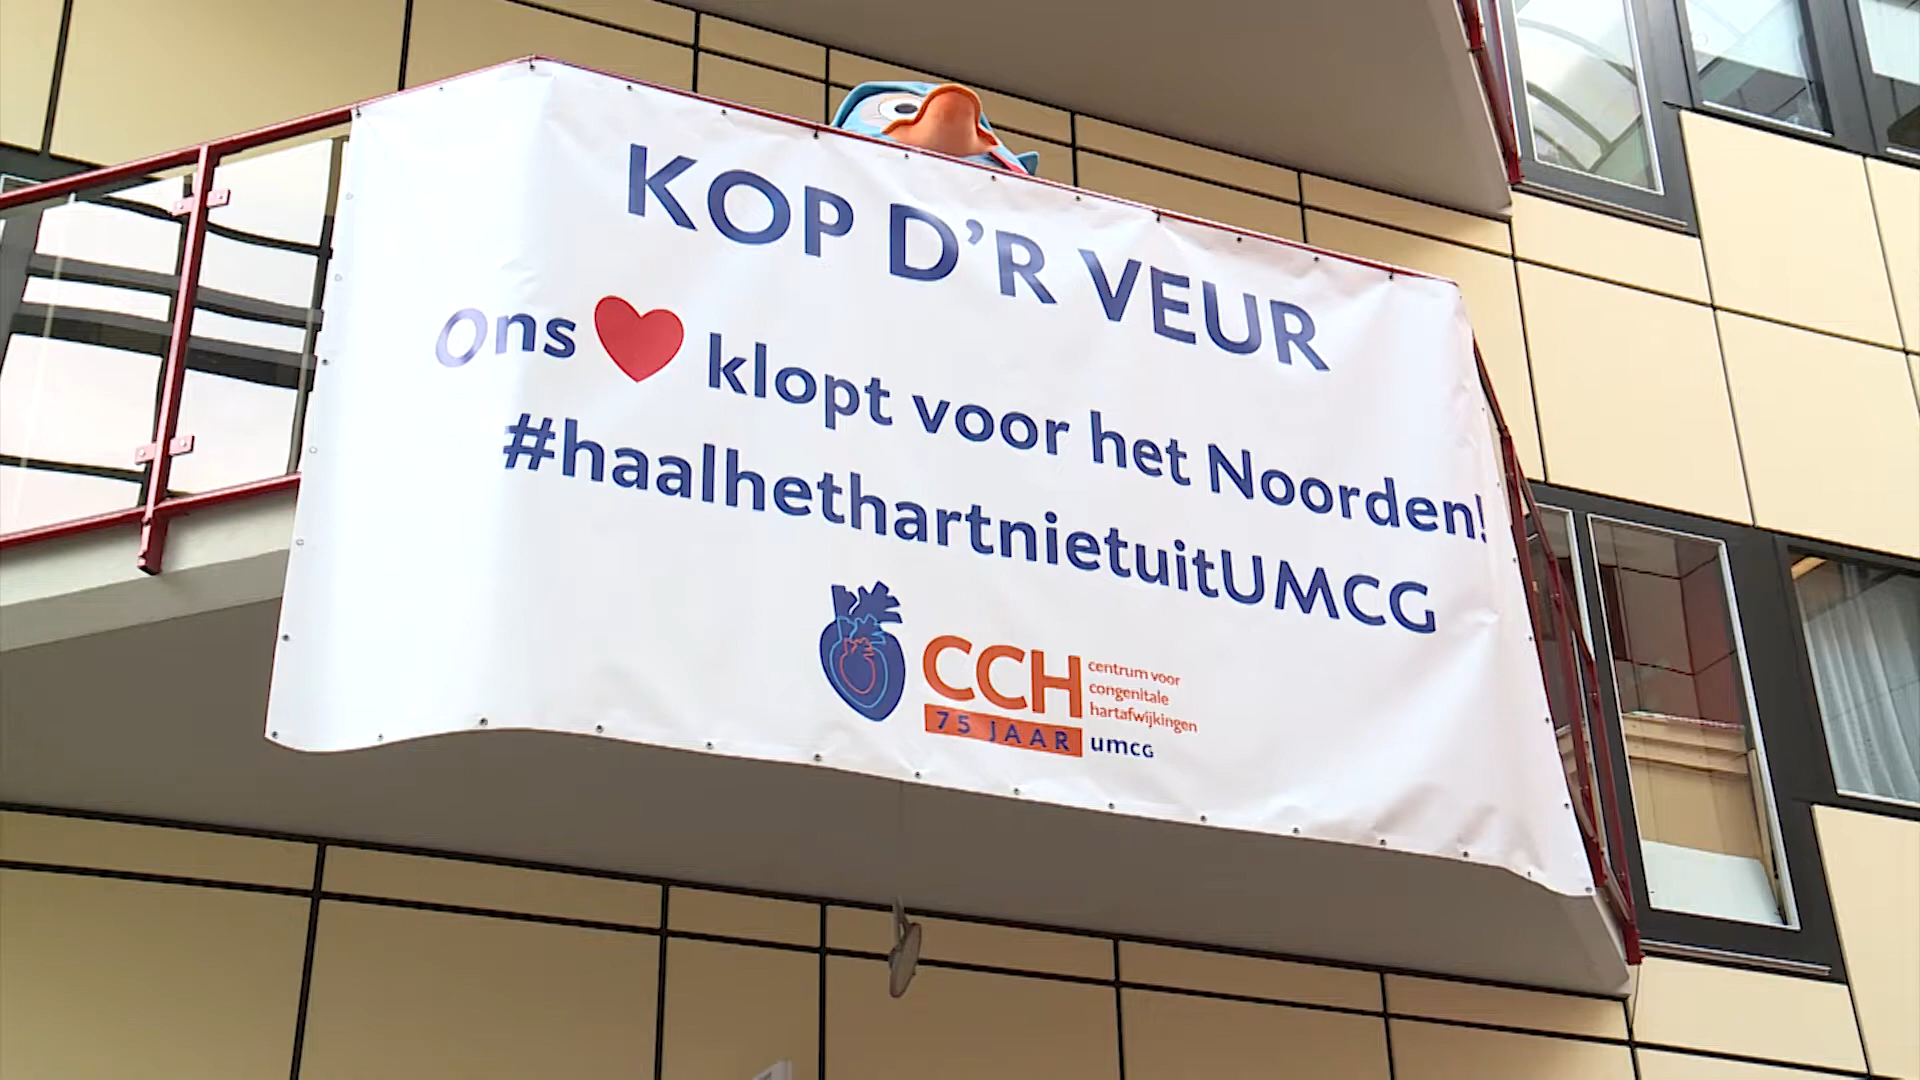 KOP D'R VEUR
Ons ❤ klopt voor het Noorden!
#haalhethartnietuitUMCG
CCH
75 JAAR
centrum voor
congenitale
hartafwijkingen
umcg